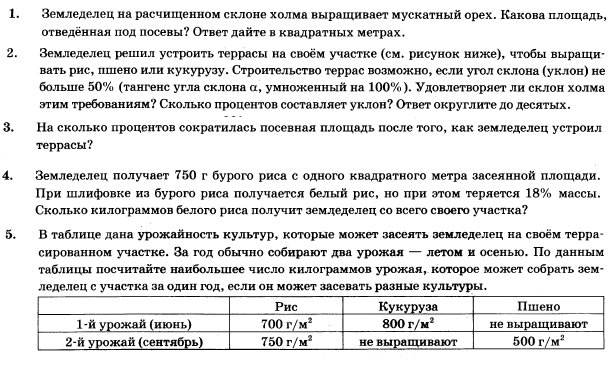 1. Земледелец на расчищенном склоне холма выращивает мускатный орех. Какова площадь,
отведённая под посевы? Ответ дайте в квадратных метрах.
2. Земледелец решил устроить террасы на своём участке (см. рисунок ниже), чтобы выращи-
вать рис, пшено или кукурузу. Строительство террас возможно, если угол склона (уклон) не
больше 50% (тангенс угла склона α, умноженный на 100%). Удовлетворяет ли склон холма
этим требованиям? Сколько процентов составляет уклон? Ответ округлите до десятых.
3. На сколько процентов сократилась посевная площадь после того, как земледелец устроил
террасы?
4. Земледелец получает 750 г бурого риса с одного квадратного метра засеянной площади.
При шлифовке из бурого риса получается белый рис, но при этом теряется 18% массы.
Сколько килограммов белого риса получит земледелец со всего своего участка?
5. В таблице дана урожайность культур, которые может засеять земледелец на своём терра-
сированном участке. За год обычно собирают два урожая — летом и осенью. По данным
таблицы посчитайте наибольшее число килограммов урожая, которое может собрать зем-
леделец с участка за один год, если он может засевать разные культуры.
Рис Кукуруза Пшено
1-й урожай (июнь) 700 г/м² 800 г/м² не выращивают
2-й урожай (сентябрь) 750 г/м² не выращивают 500 г/м²